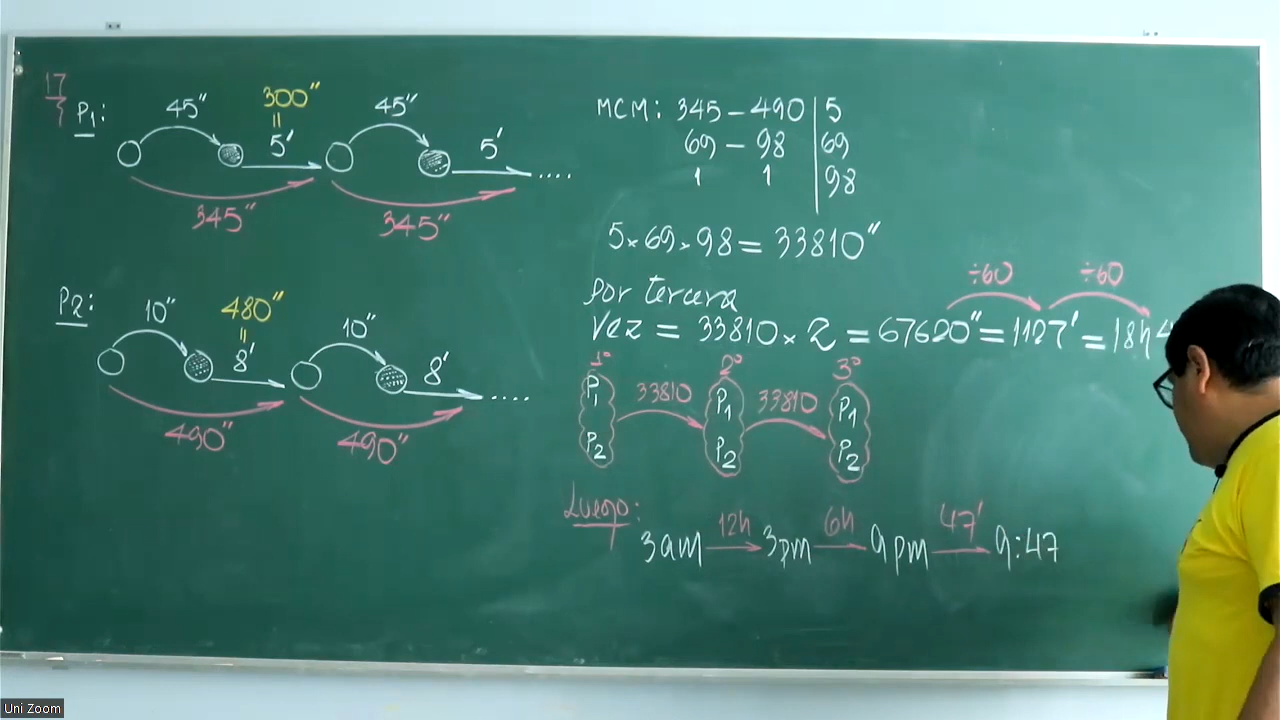 17
P1:
45" 300" 45"
5' 5' ....
345" 345"
P2:
10" 480" 10"
8' 8' ....
490" 490"
MCM: 345 – 490 | 5
69 – 98 | 69
1 1 | 98
5 × 69 × 98 = 33810"
÷60 ÷60
por tercera
vez = 33810 × 2 = 67620" = 1127' = 18h 4
1° 2° 3°
P1 33810 P1 33810 P1
P2 P2 P2
Luego:
12h 6h 47'
3am 3pm 9pm 9:47
Uni Zoom